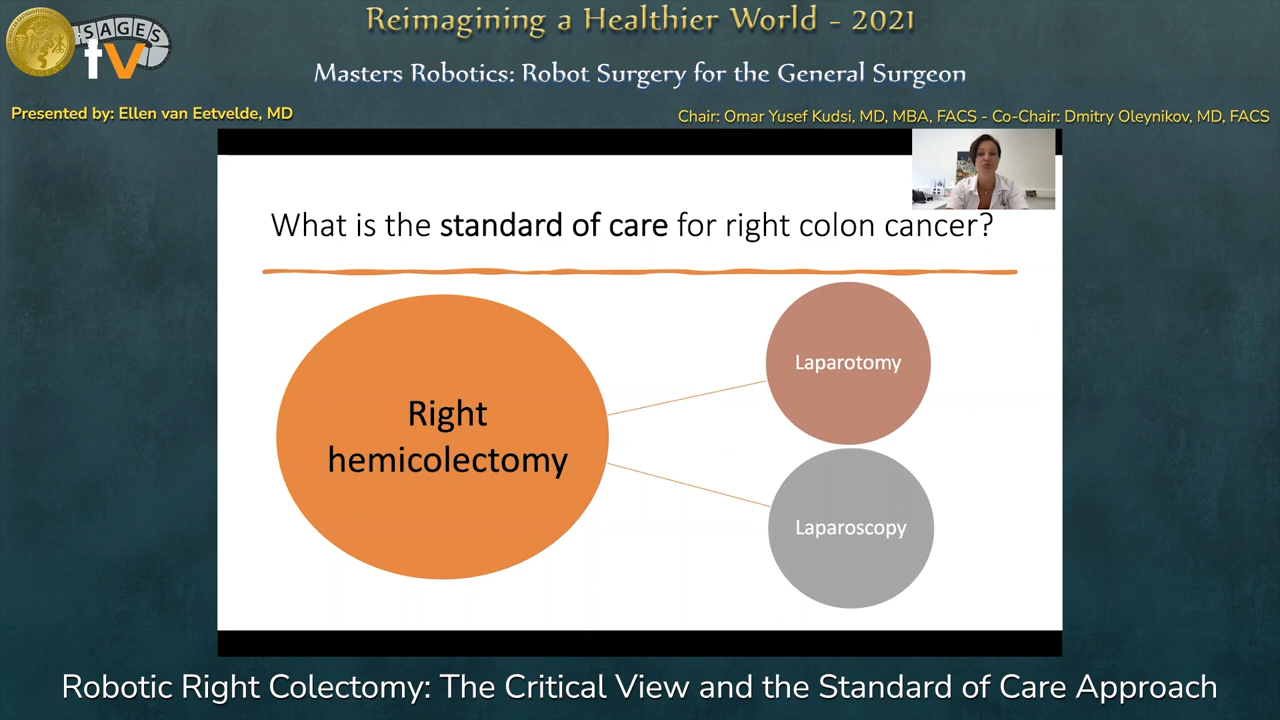 Reimagining a Healthier World - 2021
SAGES
tv
Masters Robotics: Robot Surgery for the General Surgeon
Presented by: Ellen van Eetvelde, MD
Chair: Omar Yusef Kudsi, MD, MBA, FACS - Co-Chair: Dmitry Oleynikov, MD, FACS
What is the standard of care for right colon cancer?
Right
hemicolectomy
Laparotomy
Laparoscopy
Robotic Right Colectomy: The Critical View and the Standard of Care Approach